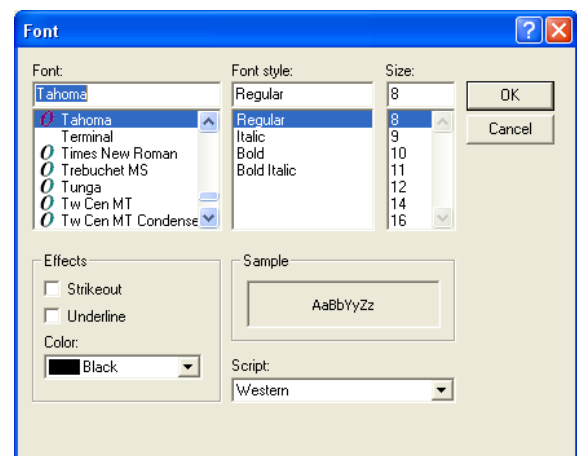 Font
Font: Font style: Size:
Tahoma Regular 8 OK
Tahoma Regular 8 Cancel
Terminal Italic 9
Times New Roman Bold 10
Trebuchet MS Bold Italic 11
Tunga 12
Tw Cen MT 14
Tw Cen MT Condense 16
Effects Sample
Strikeout
Underline AaBbYyZz
Color:
Black Script:
Western